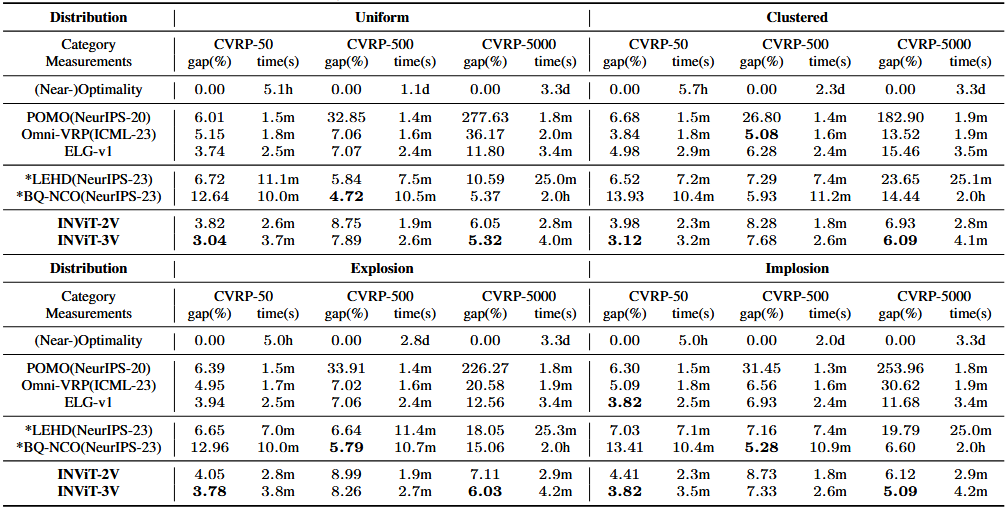 Distribution Uniform Clustered
Category CVRP-50 CVRP-500 CVRP-5000 CVRP-50 CVRP-500 CVRP-5000
Measurements gap(%) time(s) gap(%) time(s) gap(%) time(s) gap(%) time(s) gap(%) time(s) gap(%) time(s)
(Near-)Optimality 0.00 5.1h 0.00 1.1d 0.00 3.3d 0.00 5.7h 0.00 2.3d 0.00 3.3d
POMO(NeurIPS-20) 6.01 1.5m 32.85 1.4m 277.63 1.8m 6.68 1.5m 26.80 1.4m 182.90 1.9m
Omni-VRP(ICML-23) 5.15 1.8m 7.06 1.6m 36.17 2.0m 3.84 1.8m 5.08 1.6m 13.52 1.9m
ELG-v1 3.74 2.5m 7.07 2.4m 11.80 3.4m 4.98 2.9m 6.28 2.4m 15.46 3.5m
*LEHD(NeurIPS-23) 6.72 11.1m 5.84 7.5m 10.59 25.0m 6.52 7.2m 7.29 7.4m 23.65 25.1m
*BQ-NCO(NeurIPS-23) 12.64 10.0m 4.72 10.5m 5.37 2.0h 13.93 10.4m 5.93 11.2m 14.44 2.0h
INViT-2V 3.82 2.6m 8.75 1.9m 6.05 2.8m 3.98 2.3m 8.28 1.8m 6.93 2.8m
INViT-3V 3.04 3.7m 7.89 2.6m 5.32 4.0m 3.12 3.2m 7.68 2.6m 6.09 4.1m
Distribution Explosion Implosion
Category CVRP-50 CVRP-500 CVRP-5000 CVRP-50 CVRP-500 CVRP-5000
Measurements gap(%) time(s) gap(%) time(s) gap(%) time(s) gap(%) time(s) gap(%) time(s) gap(%) time(s)
(Near-)Optimality 0.00 5.0h 0.00 2.8d 0.00 3.3d 0.00 5.0h 0.00 2.0d 0.00 3.3d
POMO(NeurIPS-20) 6.39 1.5m 33.91 1.4m 226.27 1.8m 6.30 1.5m 31.45 1.3m 253.96 1.8m
Omni-VRP(ICML-23) 4.95 1.7m 7.02 1.6m 20.58 1.9m 5.09 1.8m 6.56 1.6m 30.62 1.9m
ELG-v1 3.94 2.5m 7.06 2.4m 12.56 3.4m 3.82 2.5m 6.93 2.4m 11.68 3.4m
*LEHD(NeurIPS-23) 6.65 7.0m 6.64 11.4m 18.05 25.3m 7.03 7.1m 7.16 7.4m 19.79 25.0m
*BQ-NCO(NeurIPS-23) 12.96 10.0m 5.79 10.7m 15.06 2.0h 13.41 10.4m 5.28 10.9m 6.60 2.0h
INViT-2V 4.05 2.8m 8.99 1.9m 7.11 2.9m 4.41 2.3m 8.73 1.8m 6.12 2.9m
INViT-3V 3.78 3.8m 8.26 2.7m 6.03 4.2m 3.82 3.5m 7.33 2.6m 5.09 4.2m